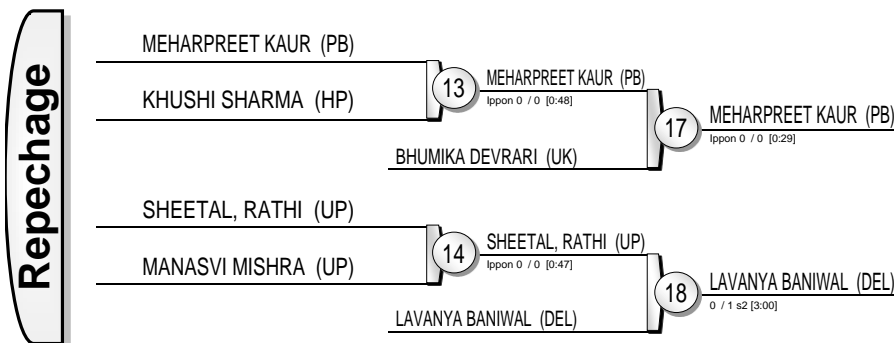 Repechage
MEHARPREET KAUR (PB)
KHUSHI SHARMA (HP)
13
MEHARPREET KAUR (PB)
Ippon 0 / 0 [0:48]
BHUMIKA DEVRARI (UK)
17
MEHARPREET KAUR (PB)
Ippon 0 / 0 [0:29]
SHEETAL, RATHI (UP)
MANASVI MISHRA (UP)
14
SHEETAL, RATHI (UP)
Ippon 0 / 0 [0:47]
LAVANYA BANIWAL (DEL)
18
LAVANYA BANIWAL (DEL)
0 / 1 s2 [3:00]